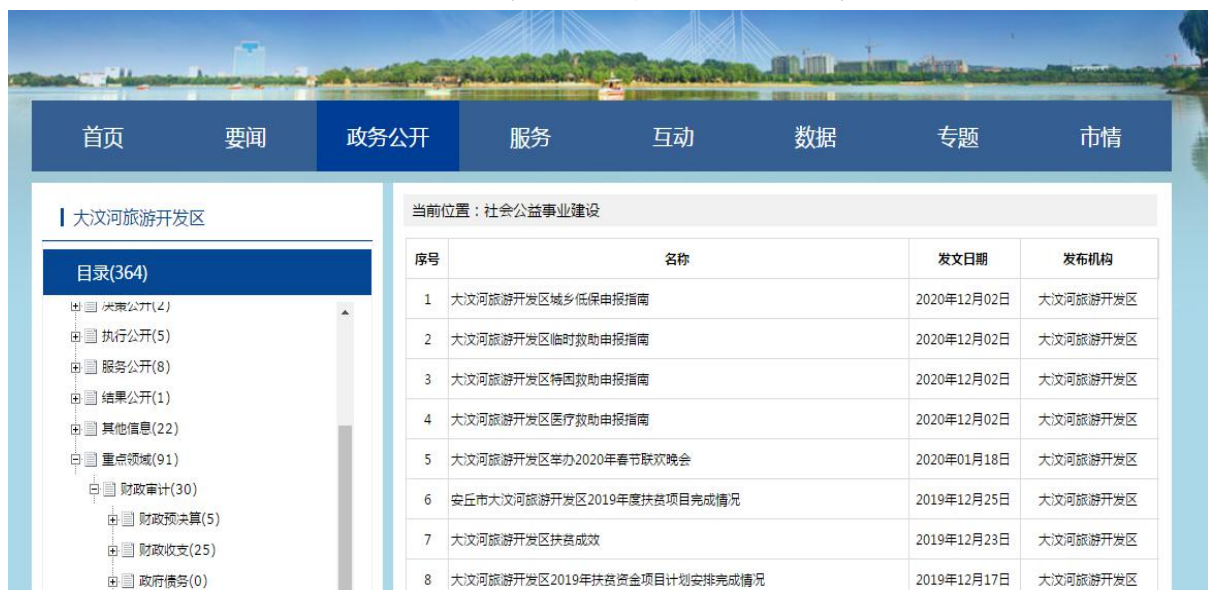 首页 要闻 政务公开 服务 互动 数据 专题 市情
大汶河旅游开发区
目录(364)
决策公开(2)
执行公开(5)
服务公开(8)
结果公开(1)
其他信息(22)
重点领域(91)
财政审计(30)
财政预决算(5)
财政收支(25)
政府债务(0)
当前位置：社会公益事业建设
序号 名称 发文日期 发布机构
1 大汶河旅游开发区城乡低保申报指南 2020年12月02日 大汶河旅游开发区
2 大汶河旅游开发区临时救助申报指南 2020年12月02日 大汶河旅游开发区
3 大汶河旅游开发区特困救助申报指南 2020年12月02日 大汶河旅游开发区
4 大汶河旅游开发区医疗救助申报指南 2020年12月02日 大汶河旅游开发区
5 大汶河旅游开发区举办2020年春节联欢晚会 2020年01月18日 大汶河旅游开发区
6 安丘市大汶河旅游开发区2019年度扶贫项目完成情况 2019年12月25日 大汶河旅游开发区
7 大汶河旅游开发区扶贫成效 2019年12月23日 大汶河旅游开发区
8 大汶河旅游开发区2019年扶贫资金项目计划安排完成情况 2019年12月17日 大汶河旅游开发区